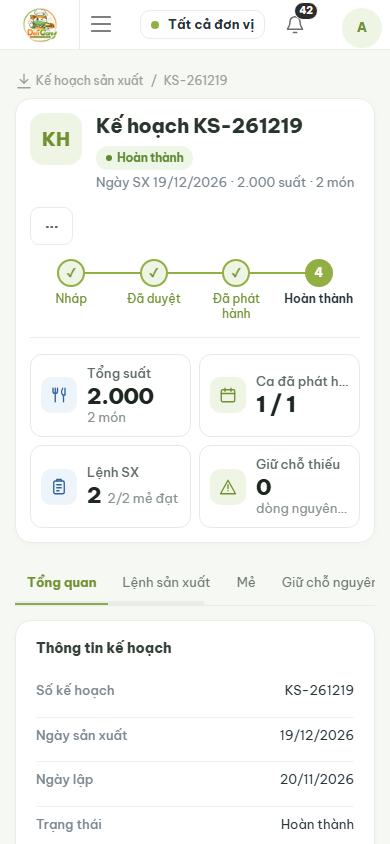 Tất cả đơn vị
42
A
Kế hoạch sản xuất / KS-261219
KH
Kế hoạch KS-261219
Hoàn thành
Ngày SX 19/12/2026 · 2.000 suất · 2 món
...
4
Nháp
Đã duyệt
Đã phát hành
Hoàn thành
Tổng suất
2.000
2 món
Ca đã phát h...
1 / 1
Lệnh SX
2 2/2 mẻ đạt
Giữ chỗ thiếu
0
dòng nguyên...
Tổng quan
Lệnh sản xuất
Mẻ
Giữ chỗ nguyên
Thông tin kế hoạch
Số kế hoạch
KS-261219
Ngày sản xuất
19/12/2026
Ngày lập
20/11/2026
Trạng thái
Hoàn thành